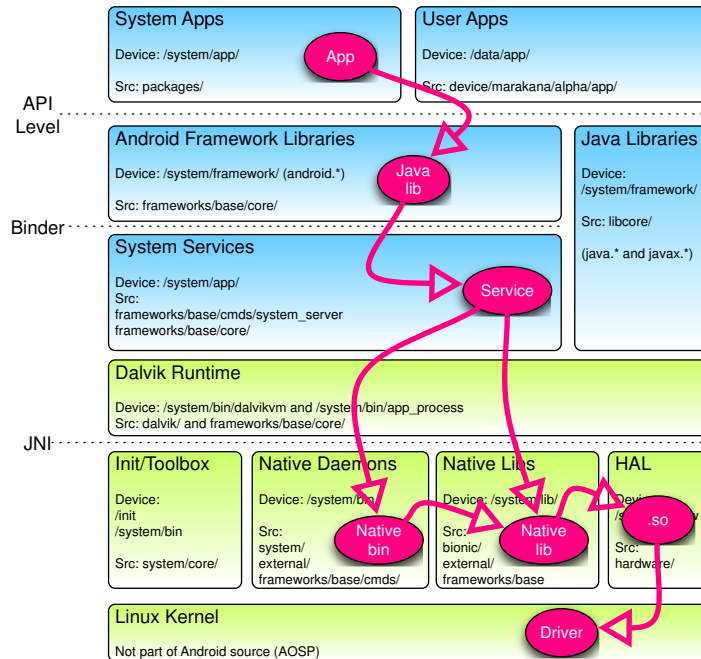 System Apps
Device: /system/app/
Src: packages/
App
User Apps
Device: /data/app/
Src: device/marakana/alpha/app/
API
Level
Android Framework Libraries
Device: /system/framework/ (android.*)
Src: frameworks/base/core/
Java
lib
Java Libraries
Device:
/system/framework/
Src: libcore/
(java.* and javax.*)
Binder
System Services
Device: /system/app/
Src:
frameworks/base/cmds/system_server
frameworks/base/core/
Service
Dalvik Runtime
Device: /system/bin/dalvikvm and /system/bin/app_process
Src: dalvik/ and frameworks/base/core/
JNI
Init/Toolbox
Device:
/init
/system/bin
Src: system/core/
Native Daemons
Device: /system/bin/
Src:
system/
external/
frameworks/base/cmds/
Native
bin
Native Libs
Device: /system/lib/
Src:
bionic/
external/
frameworks/base
Native
lib
HAL
Src:
hardware/
.so
Linux Kernel
Not part of Android source (AOSP)
Driver